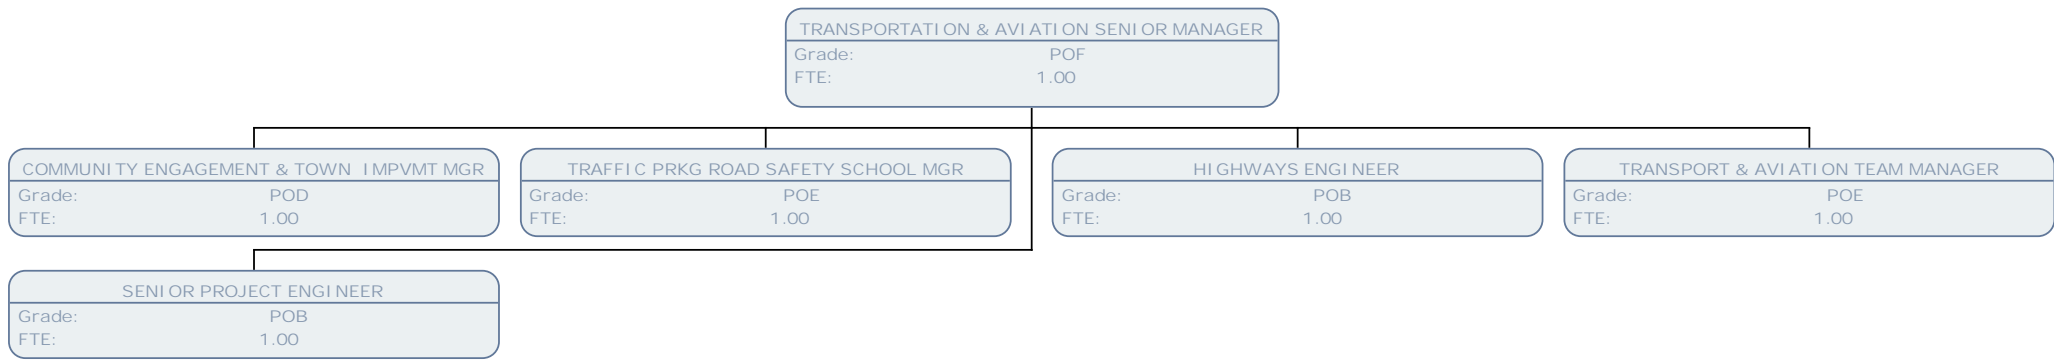 TRANSPORTATION & AVIATION SENIOR MANAGER
Grade: POF
FTE: 1.00
COMMUNITY ENGAGEMENT & TOWN IMPVMT MGR
Grade: POD
FTE: 1.00
TRAFFIC PRKG ROAD SAFETY SCHOOL MGR
Grade: POE
FTE: 1.00
HIGHWAYS ENGINEER
Grade: POB
FTE: 1.00
TRANSPORT & AVIATION TEAM MANAGER
Grade: POE
FTE: 1.00
SENIOR PROJECT ENGINEER
Grade: POB
FTE: 1.00